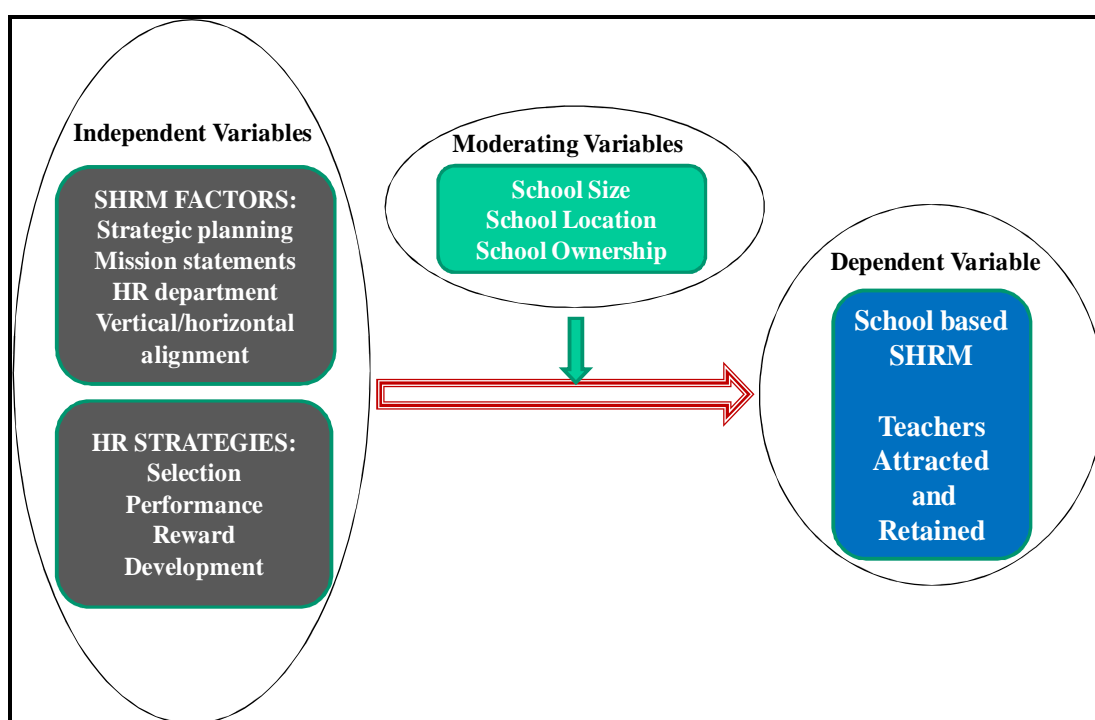 Independent Variables
SHRM FACTORS:
Strategic planning
Mission statements
HR department
Vertical/horizontal
alignment
HR STRATEGIES:
Selection
Performance
Reward
Development
Moderating Variables
School Size
School Location
School Ownership
Dependent Variable
School based
SHRM
Teachers
Attracted
and
Retained